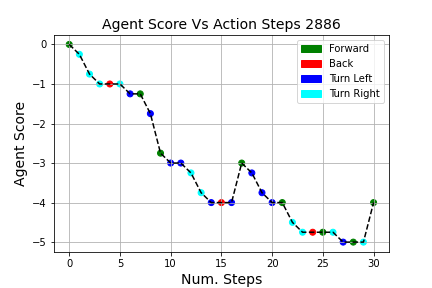 Agent Score Vs Action Steps 2886
Forward
Back
Turn Left
Turn Right
Agent Score
0
−1
−2
−3
−4
−5
0 5 10 15 20 25 30
Num. Steps